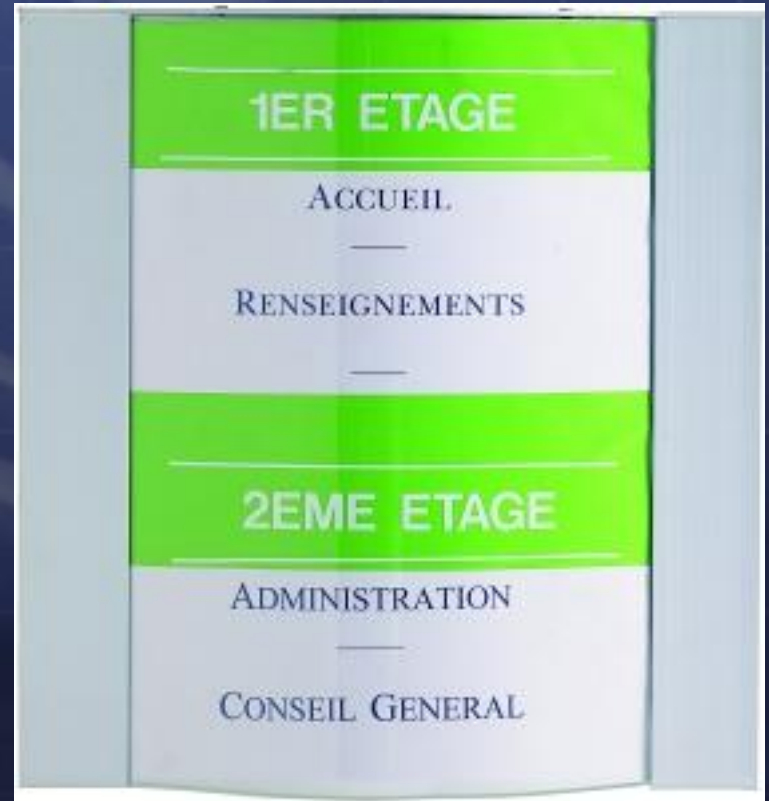 1ER ETAGE
ACCUEIL
RENSEIGNEMENTS
2EME ETAGE
ADMINISTRATION
CONSEIL GENERAL